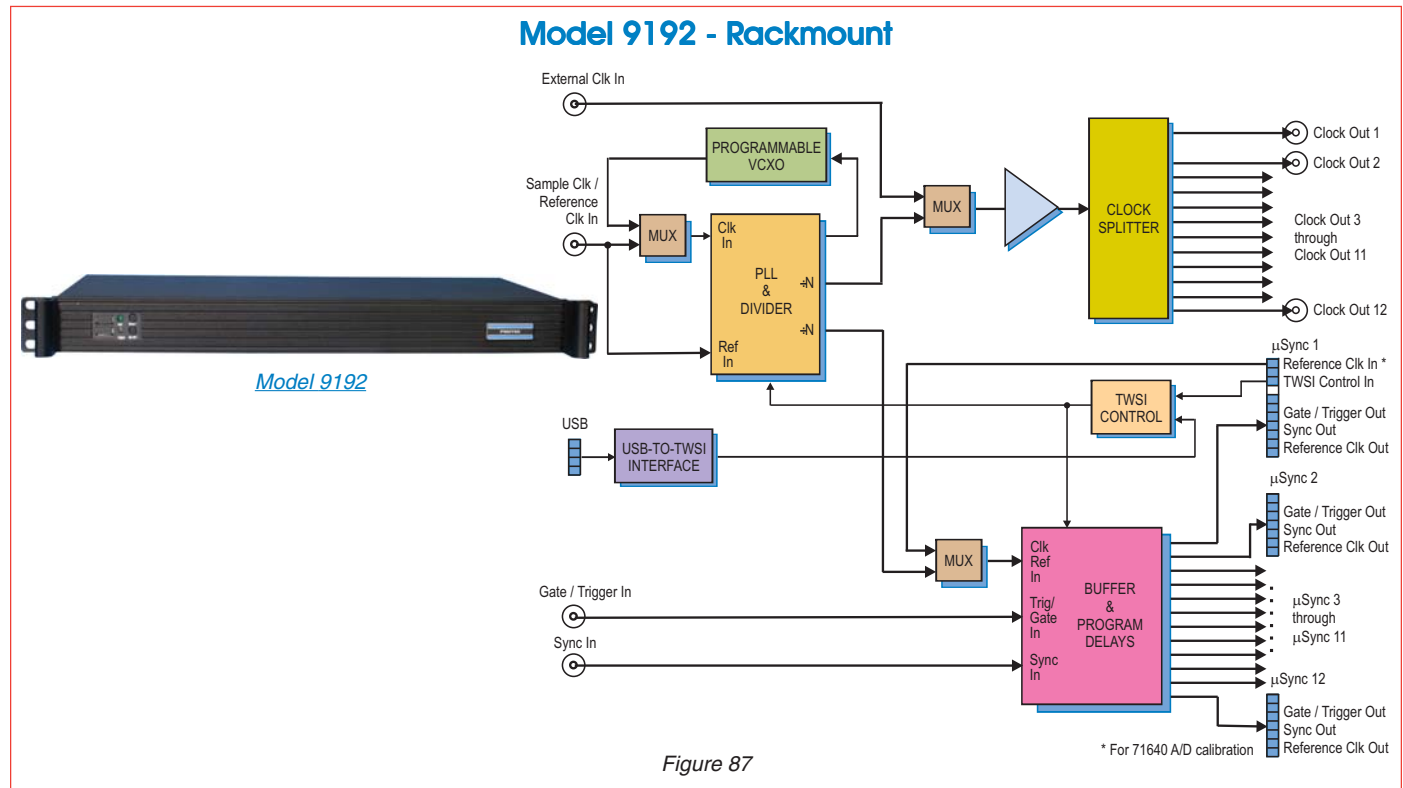 Model 9192 - Rackmount
External Clk In
PROGRAMMABLE
VCXO
Sample Clk /
Reference
Clk In
MUX
Clk
In
PLL
&
DIVIDER
÷N
÷N
Ref
In
MUX
CLOCK
SPLITTER
Clock Out 1
Clock Out 2
Clock Out 3
through
Clock Out 11
Clock Out 12
Model 9192
μSync 1
Reference Clk In *
TWSI Control In
Gate / Trigger Out
Sync Out
Reference Clk Out
TWSI
CONTROL
USB
USB-TO-TWSI
INTERFACE
μSync 2
Gate / Trigger Out
Sync Out
Reference Clk Out
MUX
Clk
Ref
In
Trig/
Gate
In
Sync
In
BUFFER
&
PROGRAM
DELAYS
μSync 3
through
μSync 11
Gate / Trigger In
Sync In
μSync 12
Gate / Trigger Out
Sync Out
Reference Clk Out
* For 71640 A/D calibration
Figure 87